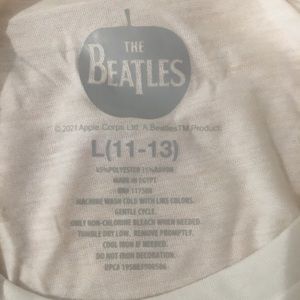 THE
BEATLES
© 2021 Apple Corps Ltd. A Beatles™ Product.
L(11-13)
MADE IN EGYPT
MACHINE WASH COLD WITH LIKE COLORS.
GENTLE CYCLE.
ONLY NON-CHLORINE BLEACH WHEN NEEDED.
TUMBLE DRY LOW. REMOVE PROMPTLY.
COOL IRON IF NEEDED.
DO NOT IRON DECORATION.